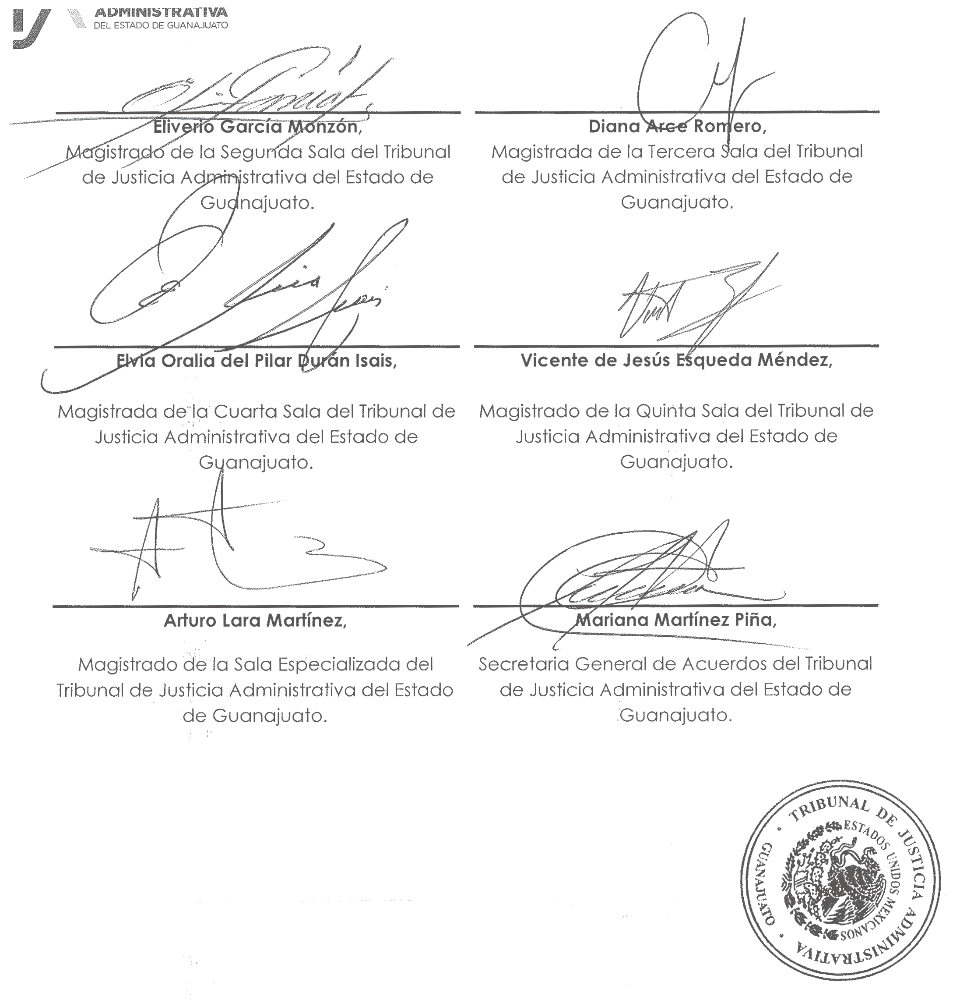 ADMINISTRATIVA
DEL ESTADO DE GUANAJUATO
Eliverio García Monzón,
Magistrado de la Segunda Sala del Tribunal
de Justicia Administrativa del Estado de
Guanajuato.
Diana Arce Romero,
Magistrada de la Tercera Sala del Tribunal
de Justicia Administrativa del Estado de
Guanajuato.
Elvia Oralia del Pilar Durán Isais,
Magistrada de la Cuarta Sala del Tribunal de
Justicia Administrativa del Estado de
Guanajuato.
Vicente de Jesús Esqueda Méndez,
Magistrado de la Quinta Sala del Tribunal de
Justicia Administrativa del Estado de
Guanajuato.
Arturo Lara Martínez,
Magistrado de la Sala Especializada del
Tribunal de Justicia Administrativa del Estado
de Guanajuato.
Mariana Martínez Piña,
Secretaria General de Acuerdos del Tribunal
de Justicia Administrativa del Estado de
Guanajuato.
TRIBUNAL DE JUSTICIA ADMINISTRATIVA
GUANAJUATO
ESTADOS UNIDOS MEXICANOS